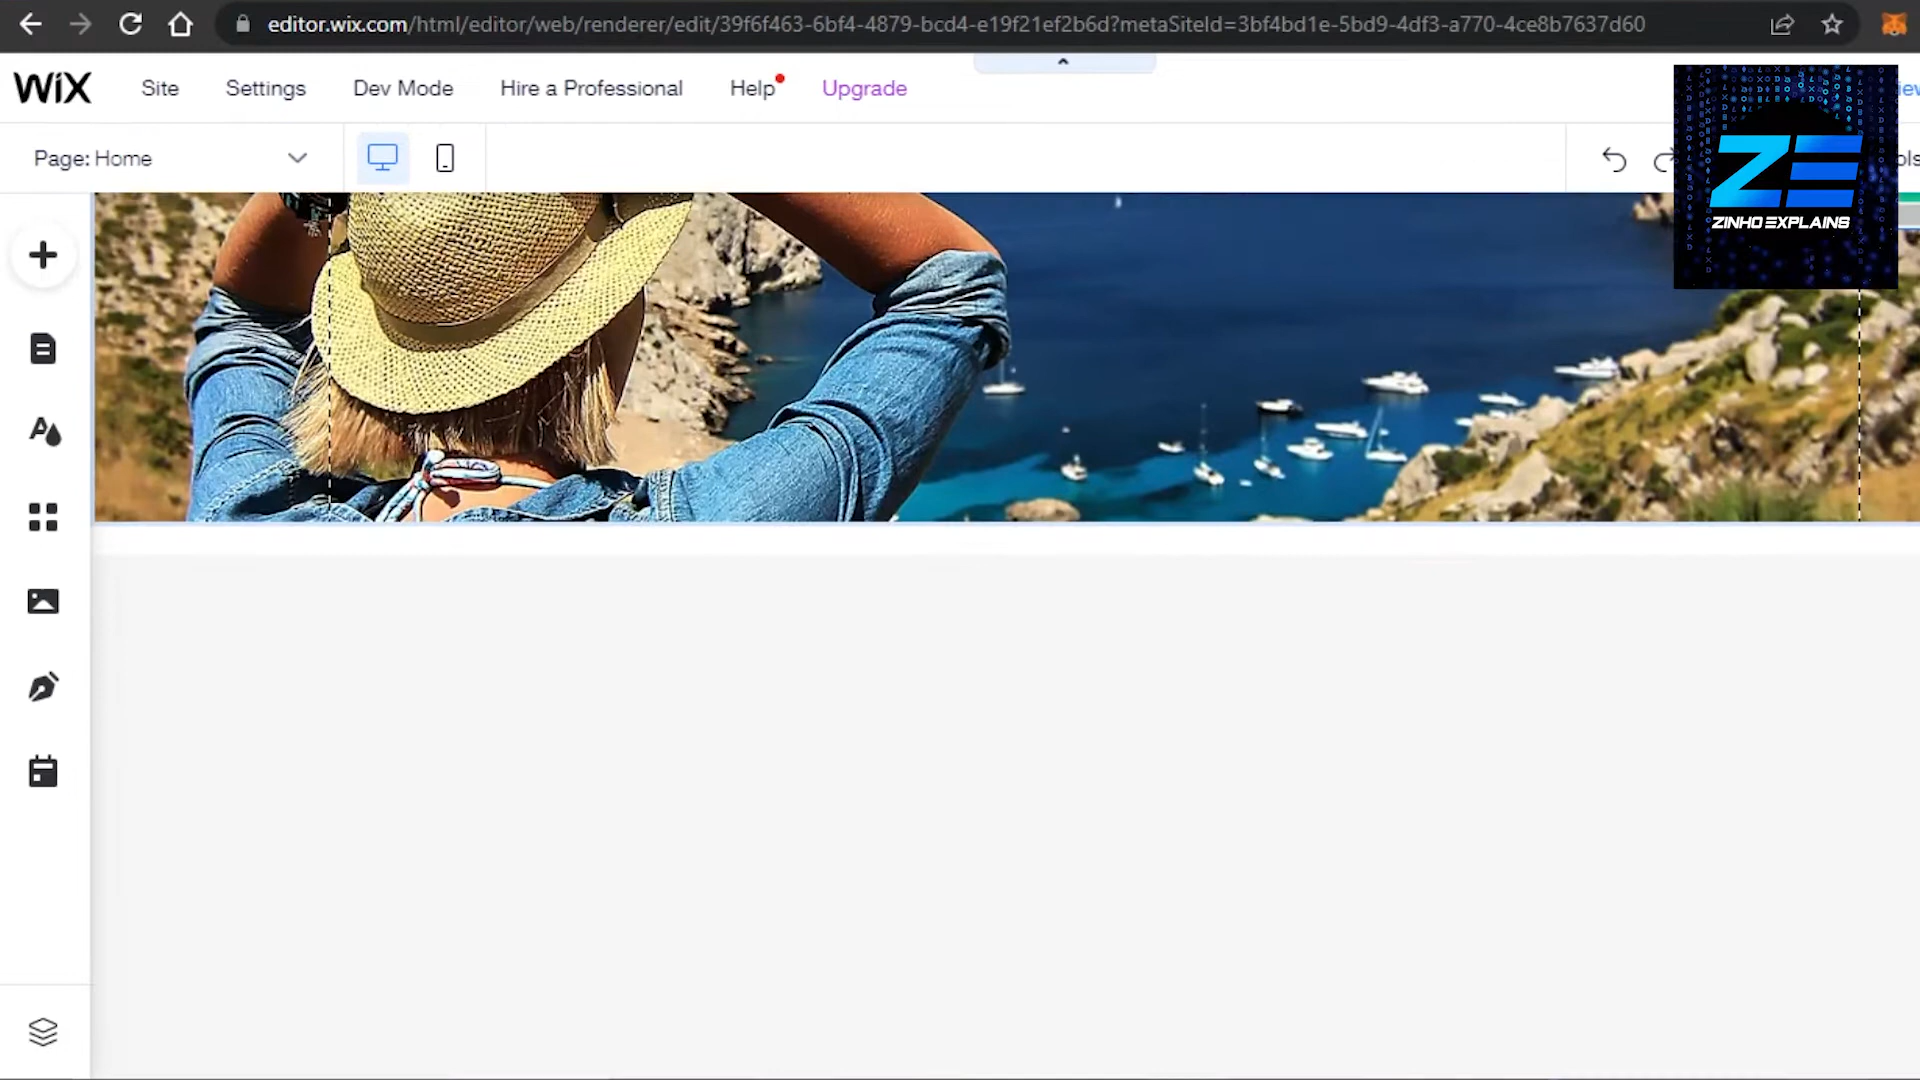 editor.wix.com/html/editor/web/renderer/edit/39f6f463-6bf4-4879-bcd4-e19f21ef2b6d?metaSiteId=3bf4bd1e-5bd9-4df3-a770-4ce8b7637d60
WiX Site Settings Dev Mode Hire a Professional Help Upgrade
Page: Home
ZE
ZINHO EXPLAINS